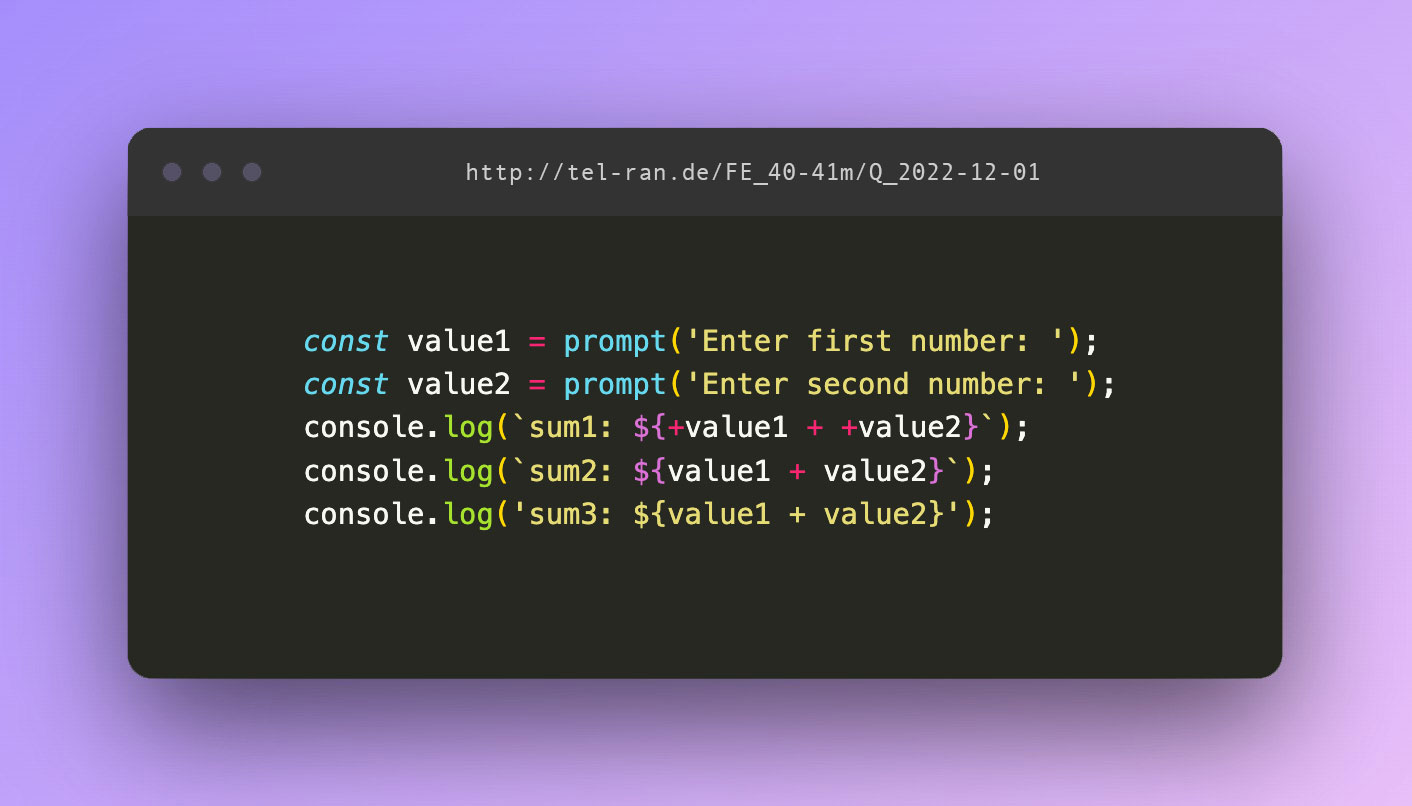 http://tel-ran.de/FE_40-41m/Q_2022-12-01
const value1 = prompt('Enter first number: ');
const value2 = prompt('Enter second number: ');
console.log(`sum1: ${+value1 + +value2}`);
console.log(`sum2: ${value1 + value2}`);
console.log('sum3: ${value1 + value2}');